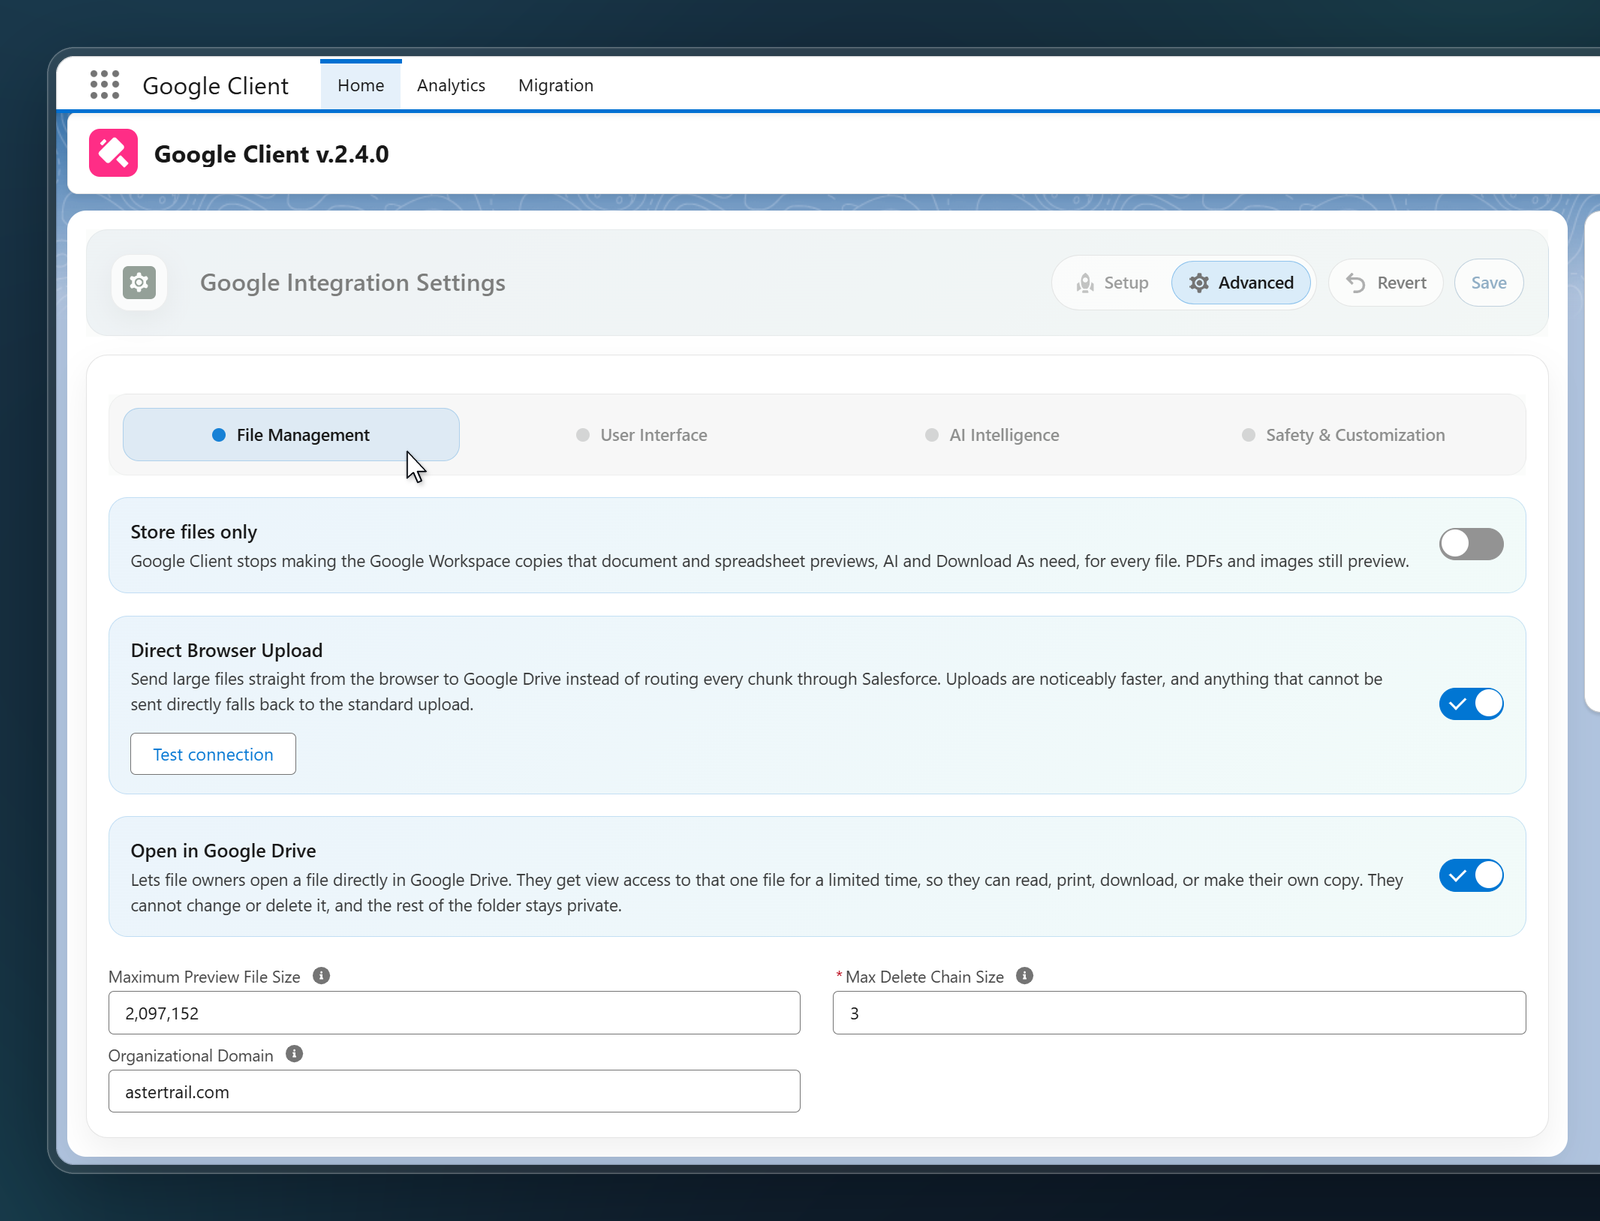 Google Client
Home
Analytics
Migration
Google Client v.2.4.0
Google Integration Settings
Setup
Advanced
Revert
Save
File Management
User Interface
AI Intelligence
Safety & Customization
Store files only
Google Client stops making the Google Workspace copies that document and spreadsheet previews, AI and Download As need, for every file. PDFs and images still preview.
Direct Browser Upload
Send large files straight from the browser to Google Drive instead of routing every chunk through Salesforce. Uploads are noticeably faster, and anything that cannot be
sent directly falls back to the standard upload.
Test connection
Open in Google Drive
Lets file owners open a file directly in Google Drive. They get view access to that one file for a limited time, so they can read, print, download, or make their own copy. They
cannot change or delete it, and the rest of the folder stays private.
Maximum Preview File Size
2,097,152
* Max Delete Chain Size
3
Organizational Domain
astertrail.com